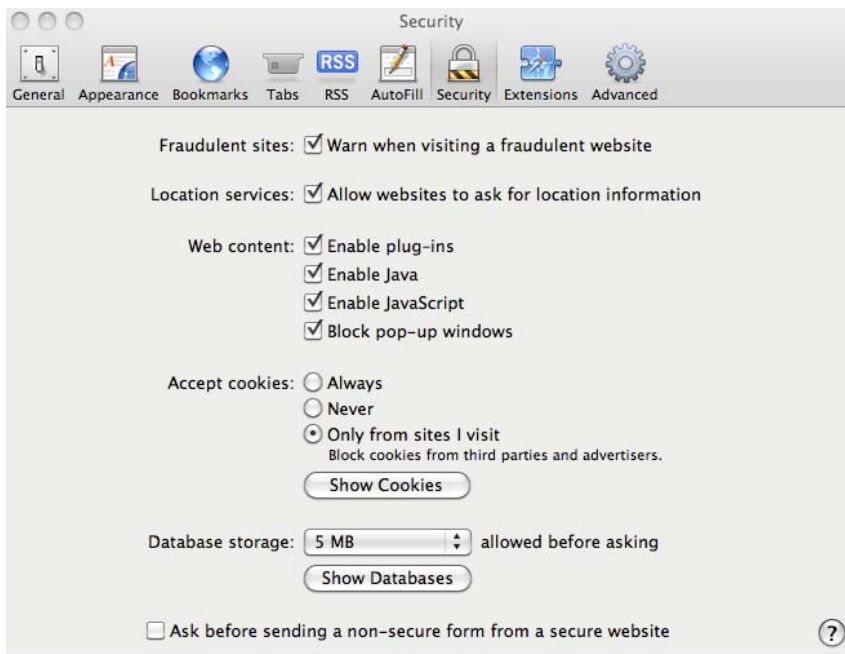 Security
RSS
General Appearance Bookmarks Tabs RSS AutoFill Security Extensions Advanced
Fraudulent sites: Warn when visiting a fraudulent website
Location services: Allow websites to ask for location information
Web content: Enable plug-ins
Enable Java
Enable JavaScript
Block pop-up windows
Accept cookies: Always
Never
Only from sites I visit
Block cookies from third parties and advertisers.
Show Cookies
Database storage: 5 MB allowed before asking
Show Databases
Ask before sending a non-secure form from a secure website ?